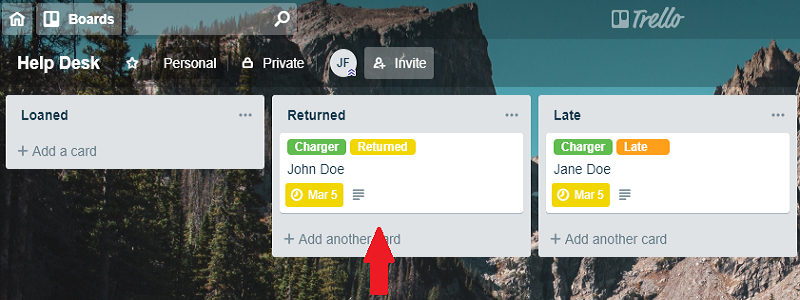 Boards
Trello
Help Desk
Personal
Private
JF
Invite
Loaned
+ Add a card
Returned
Charger Returned
John Doe
Mar 5
+ Add another card
Late
Charger Late
Jane Doe
Mar 5
+ Add another card